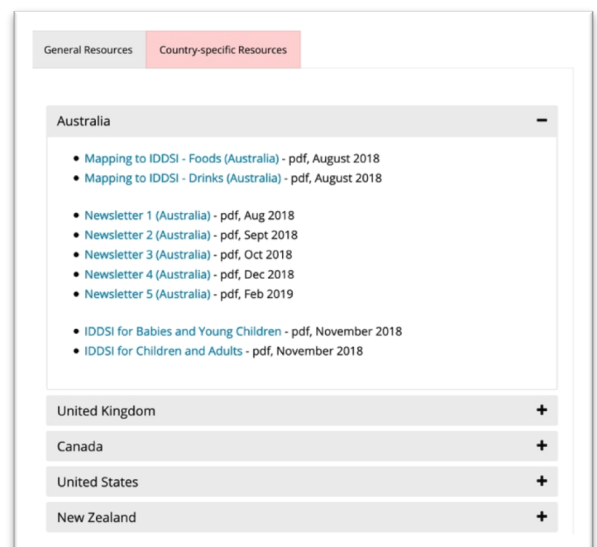 General Resources
Country-specific Resources
Australia
Mapping to IDDSI - Foods (Australia) - pdf, August 2018
Mapping to IDDSI - Drinks (Australia) - pdf, August 2018
Newsletter 1 (Australia) - pdf, Aug 2018
Newsletter 2 (Australia) - pdf, Sept 2018
Newsletter 3 (Australia) - pdf, Oct 2018
Newsletter 4 (Australia) - pdf, Dec 2018
Newsletter 5 (Australia) - pdf, Feb 2019
IDDSI for Babies and Young Children - pdf, November 2018
IDDSI for Children and Adults - pdf, November 2018
United Kingdom
Canada
United States
New Zealand